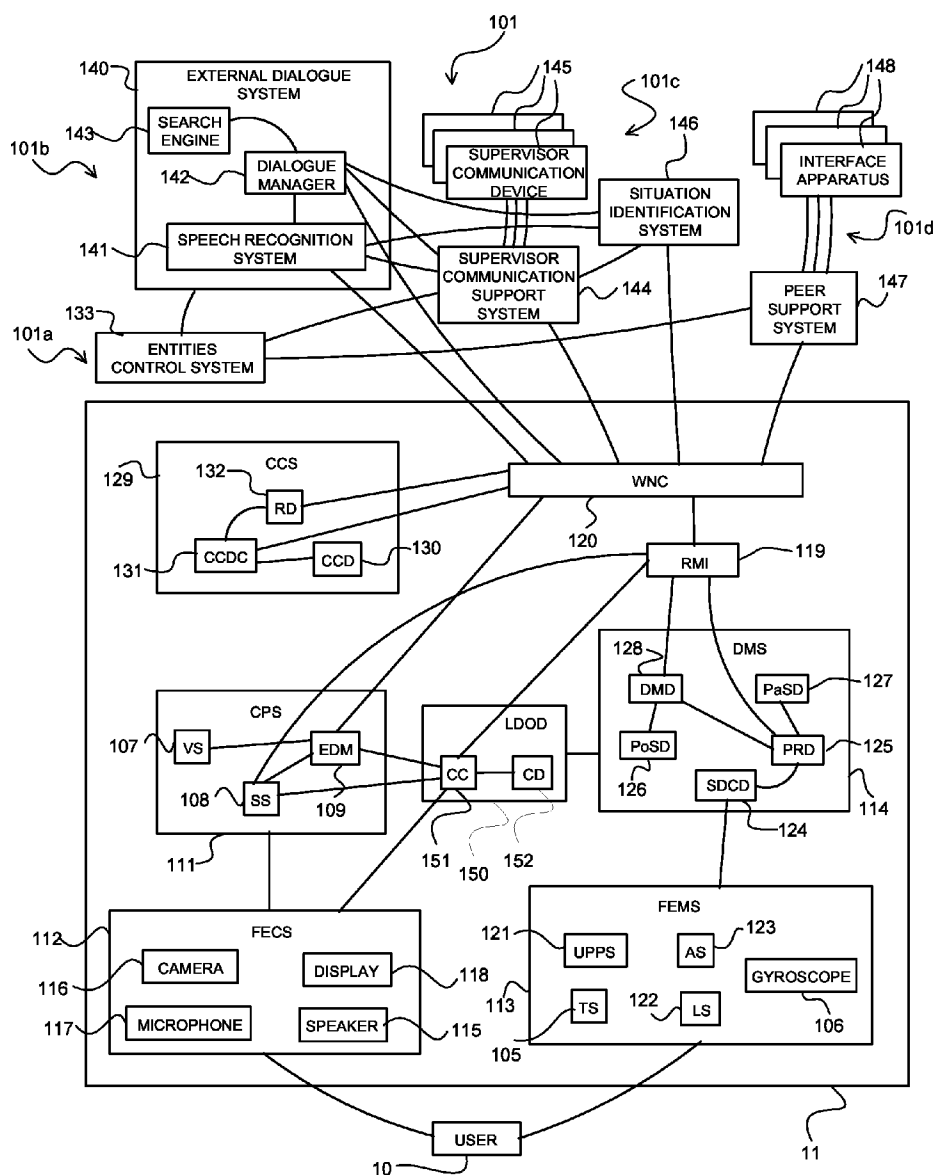 101
140
EXTERNAL DIALOGUE
SYSTEM
145
101c
148
146
SEARCH
ENGINE
143
101b
DIALOGUE
MANAGER
142
SUPERVISOR
COMMUNICATION
DEVICE
SITUATION
IDENTIFICATION
SYSTEM
INTERFACE
APPARATUS
101d
141
SPEECH RECOGNITION
SYSTEM
SUPERVISOR
COMMUNICATION
SUPPORT
SYSTEM
144
PEER
SUPPORT
SYSTEM
147
133
101a
ENTITIES
CONTROL SYSTEM
CCS
129
132
RD
WNC
120
CCDC
131
CCD
130
RMI
119
DMS
128
DMD
PaSD
127
CPS
107
VS
EDM
LDOD
PoSD
126
PRD
125
108
SS
109
CC
CD
SDCD
124
114
111
151
150
152
112
FECS
FEMS
121
UPPS
AS
123
CAMERA
116
DISPLAY
118
GYROSCOPE
106
113
TS
105
122
LS
117
MICROPHONE
SPEAKER
115
USER
10
11